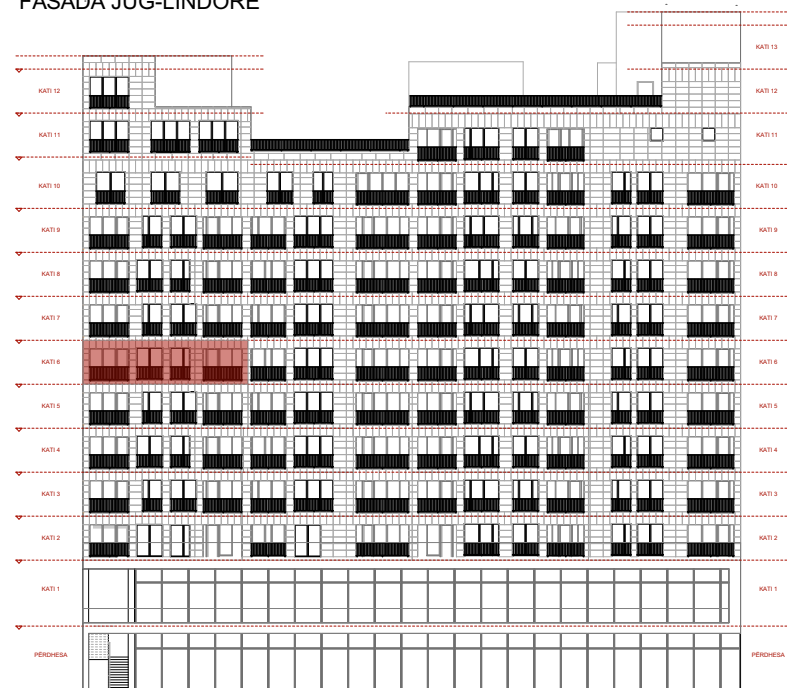 FASADA JUG-LINDORE
KATI 13
KATI 12 KATI 12
KATI 11 KATI 11
KATI 10 KATI 10
KATI 9 KATI 9
KATI 8 KATI 8
KATI 7 KATI 7
KATI 6 KATI 6
KATI 5 KATI 5
KATI 4 KATI 4
KATI 3 KATI 3
KATI 2 KATI 2
KATI 1 KATI 1
PËRDHESA PËRDHESA